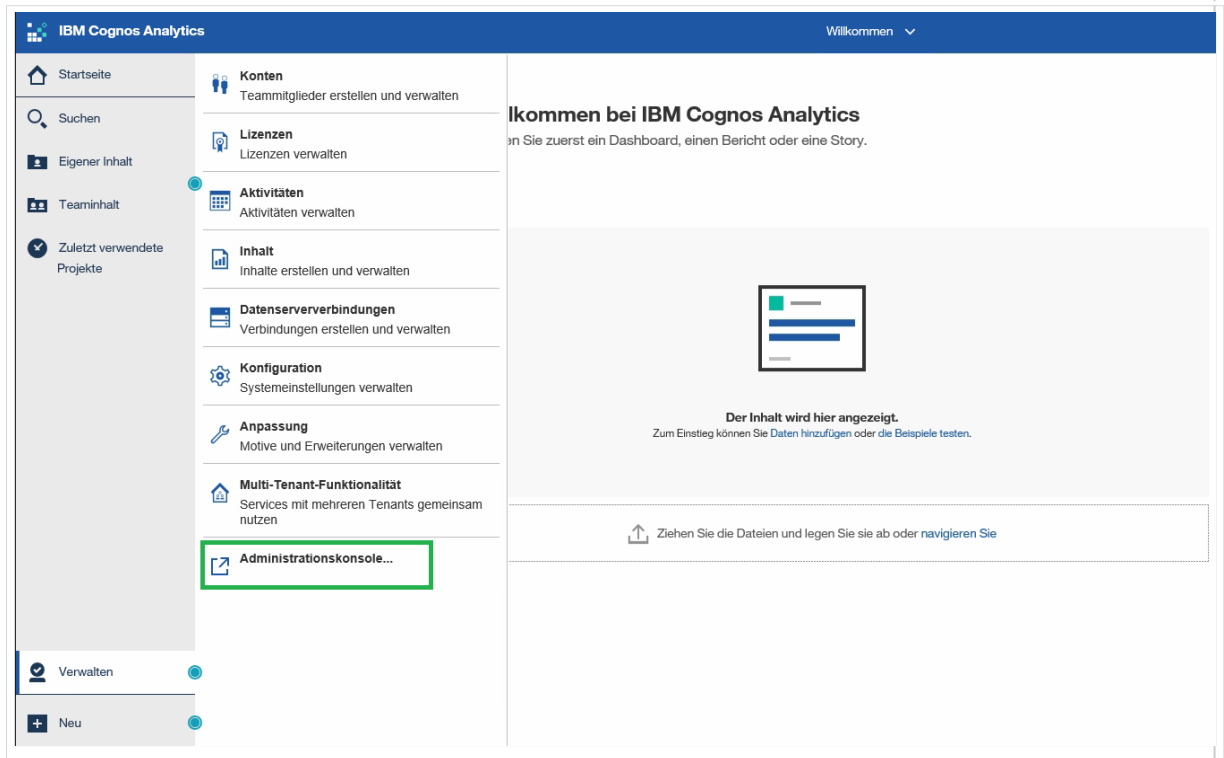 IBM Cognos Analytics
Willkommen
Startseite
Suchen
Eigener Inhalt
Teaminhalt
Zuletzt verwendete
Projekte
Verwalten
Neu
Konten
Teammitglieder erstellen und verwalten
Lizenzen
Lizenzen verwalten
Aktivitäten
Aktivitäten verwalten
Inhalt
Inhalte erstellen und verwalten
Datenserververbindungen
Verbindungen erstellen und verwalten
Konfiguration
Systemeinstellungen verwalten
Anpassung
Motive und Erweiterungen verwalten
Multi-Tenant-Funktionalität
Services mit mehreren Tenants gemeinsam
nutzen
Administrationskonsole...
lkommen bei IBM Cognos Analytics
en Sie zuerst ein Dashboard, einen Bericht oder eine Story.
Der Inhalt wird hier angezeigt.
Zum Einstieg können Sie Daten hinzufügen oder die Beispiele testen.
Ziehen Sie die Dateien und legen Sie sie ab oder navigieren Sie